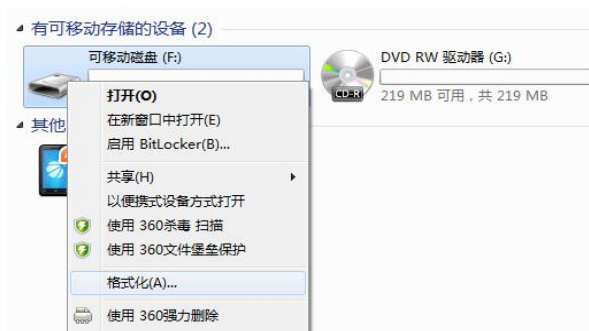 有可移动存储的设备 (2)
可移动磁盘 (F:)
DVD RW 驱动器 (G:)
CD-R
219 MB 可用，共 219 MB
打开(O)
在新窗口中打开(E)
启用 BitLocker(B)...
其他
共享(H)
以便携式设备方式打开
使用 360杀毒 扫描
使用 360文件堡垒保护
格式化(A)...
使用 360强力删除